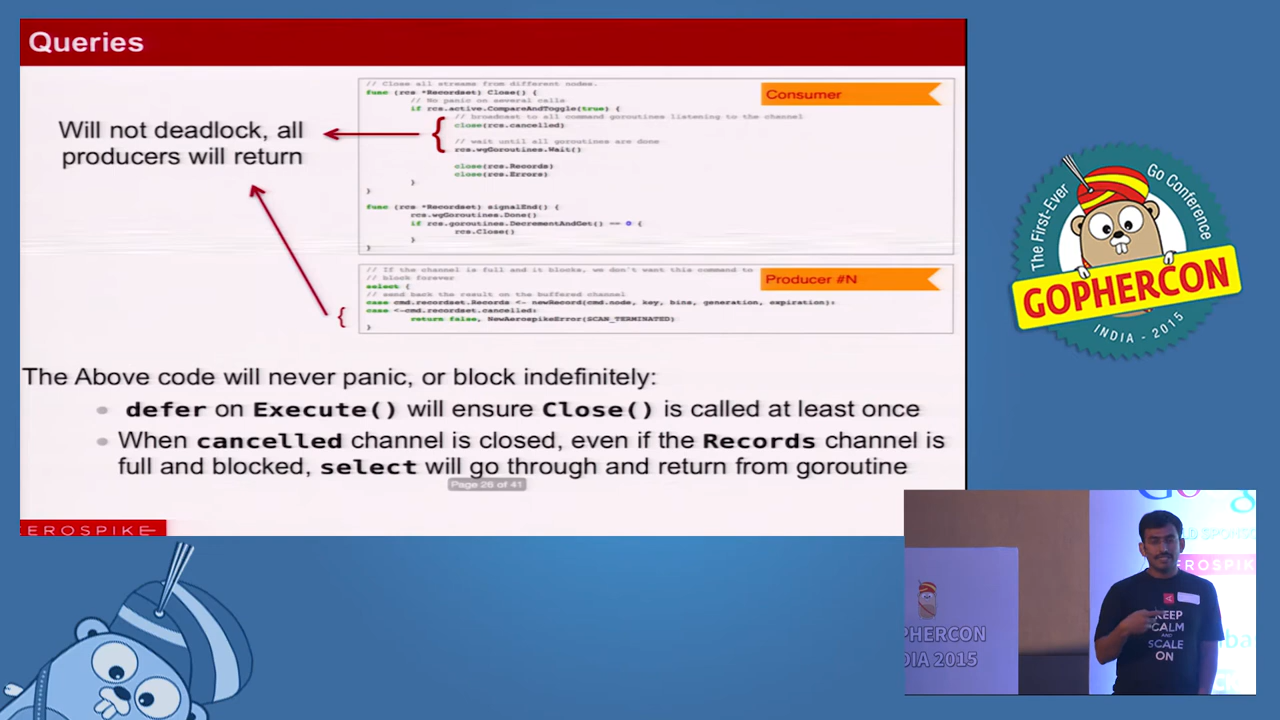 Queries
// Close all streams from different nodes.
func (rcs *Recordset) Close() {
// No panic on several calls
if rcs.active.CompareAndToggle(true) {
// broadcast to all command goroutines listening to the channel
close(rcs.cancelled)
// wait until all goroutines are done
rcs.wgGoroutines.Wait()
close(rcs.Records)
close(rcs.Errors)
}
}
func (rcs *Recordset) signalEnd() {
rcs.wgGoroutines.Done()
if rcs.goroutines.DecrementAndGet() == 0 {
rcs.Close()
}
}
Consumer
Will not deadlock, all
producers will return
// If the channel is full and it blocks, we don't want this command to
// block forever
select {
// send back the result on the buffered channel
case cmd.recordset.Records <- newRecord(cmd.node, key, bins, generation, expiration):
case <-cmd.recordset.cancelled:
return false, NewAerospikeError(SCAN_TERMINATED)
}
Producer #N
The Above code will never panic, or block indefinitely:
defer on Execute() will ensure Close() is called at least once
When cancelled channel is closed, even if the Records channel is
full and blocked, select will go through and return from goroutine
Page 26 of 41
EROSPIKE
The First-Ever Go Conference
GOPHERCON
INDIA - 2015
Goog
LD SPONSO
EROSPIK
PHERCON
DIA 2015
KEEP
CALM
AND
SCALE
ON